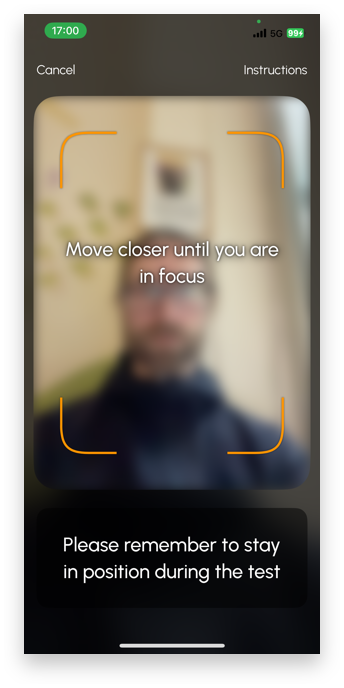 17:00
5G
99+
Cancel
Instructions
Move closer until you are
in focus
Please remember to stay
in position during the test